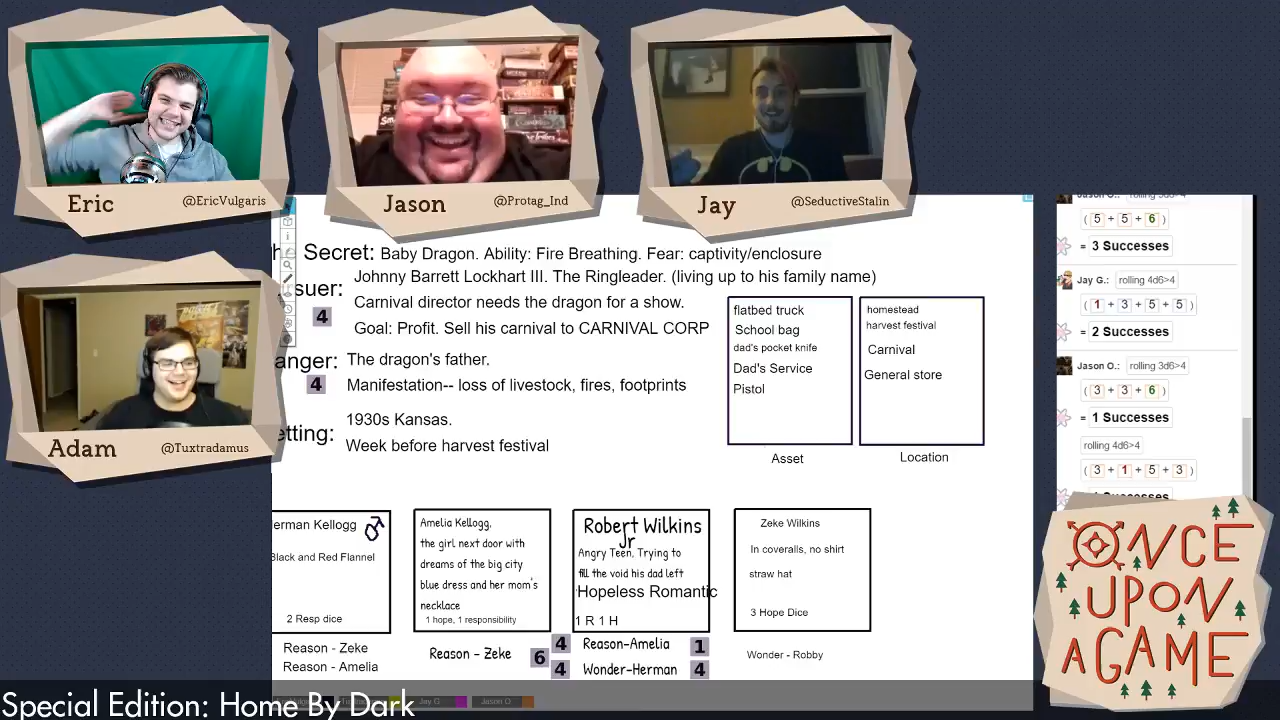 Eric
@EricVulgaris
Jason
@Protag_Ind
Jay
@SeductiveStalin
Adam
@Tuxtradamus
Secret: Baby Dragon. Ability: Fire Breathing. Fear: captivity/enclosure
suer:
Johnny Barrett Lockhart III. The Ringleader. (living up to his family name)
4
Carnival director needs the dragon for a show.
Goal: Profit. Sell his carnival to CARNIVAL CORP
anger:
The dragon's father.
4
Manifestation-- loss of livestock, fires, footprints
etting:
1930s Kansas.
Week before harvest festival
flatbed truck
School bag
dad's pocket knife
Dad's Service
Pistol
Asset
homestead
harvest festival
Carnival
General store
Location
erman Kellogg
Black and Red Flannel
2 Resp dice
Reason - Zeke
Reason - Amelia
Amelia Kellogg,
the girl next door with
dreams of the big city
blue dress and her mom's
necklace
1 hope, 1 responsibility
Reason - Zeke
6
Robert Wilkins
Jr
Angry Teen, Trying to
fill the void his dad left
Hopeless Romantic
1 R 1 H
4 Reason-Amelia 1
4 Wonder-Herman 4
Zeke Wilkins
In coveralls, no shirt
straw hat
3 Hope Dice
Wonder - Robby
Jason O.: rolling 3d6>4
( 5 + 5 + 6 )
= 3 Successes
Jay G.: rolling 4d6>4
( 1 + 3 + 5 + 5 )
= 2 Successes
Jason O.: rolling 3d6>4
( 3 + 3 + 6 )
= 1 Successes
rolling 4d6>4
( 3 + 1 + 5 + 3 )
Successes
ONCE
UPON
A GAME
Jay G
Jason O
Special Edition: Home By Dark